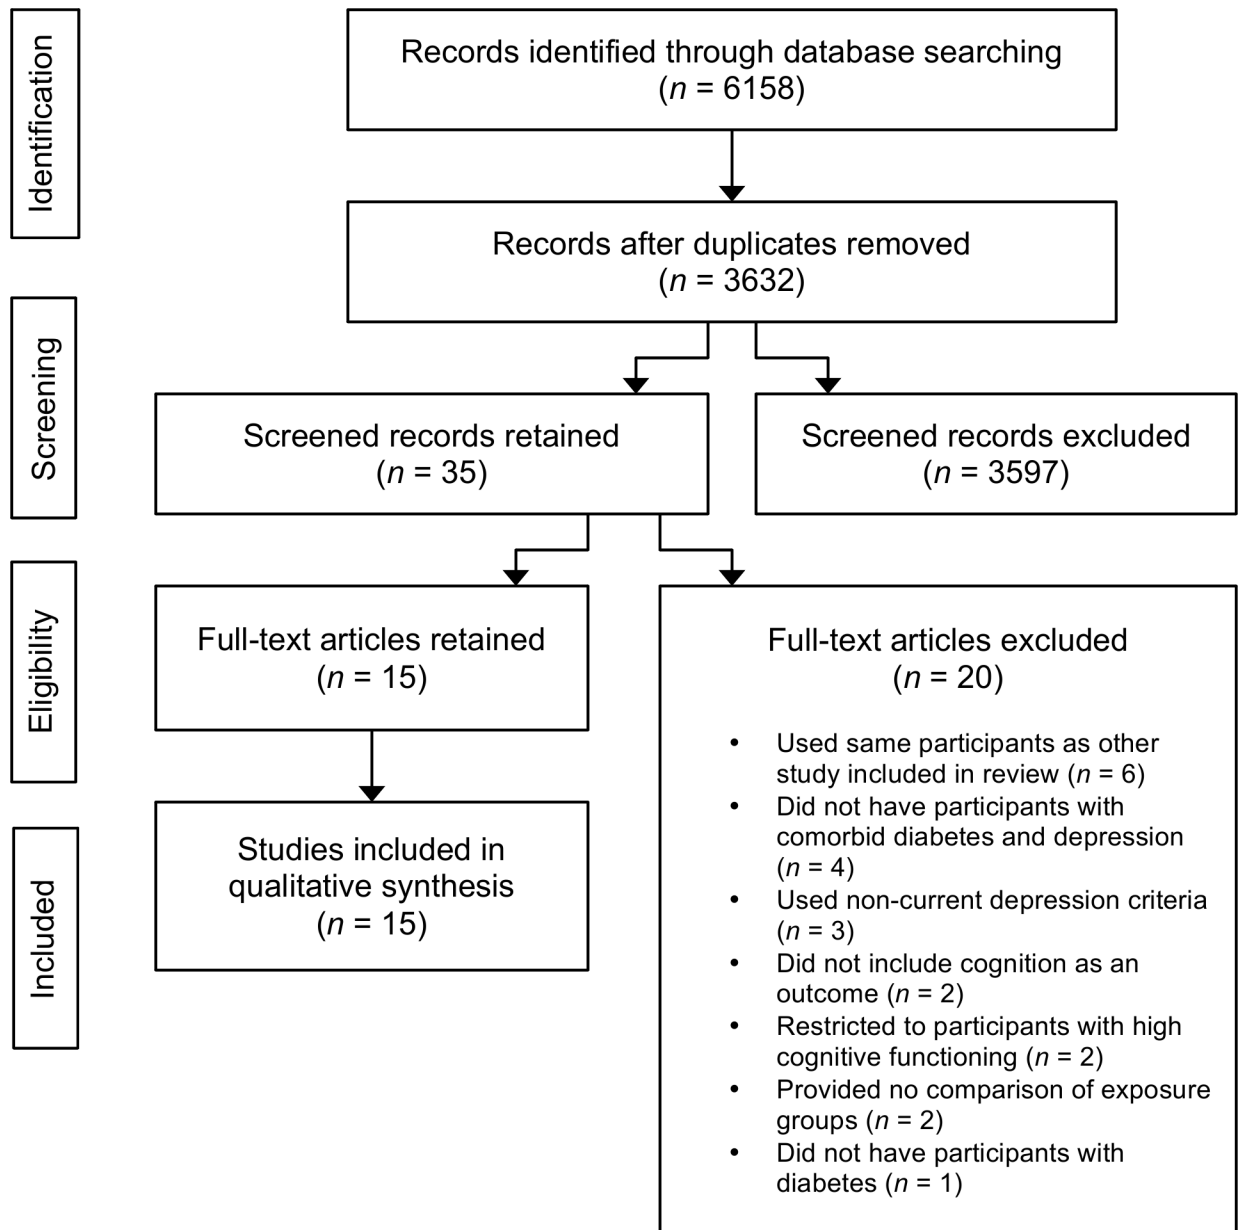 Identification
Records identified through database searching
(n = 6158)
Records after duplicates removed
(n = 3632)
Screening
Screened records retained
(n = 35)
Screened records excluded
(n = 3597)
Eligibility
Full-text articles retained
(n = 15)
Full-text articles excluded
(n = 20)
• Used same participants as other
study included in review (n = 6)
• Did not have participants with
comorbid diabetes and depression
(n = 4)
• Used non-current depression criteria
(n = 3)
• Did not include cognition as an
outcome (n = 2)
• Restricted to participants with high
cognitive functioning (n = 2)
• Provided no comparison of exposure
groups (n = 2)
• Did not have participants with
diabetes (n = 1)
Included
Studies included in
qualitative synthesis
(n = 15)